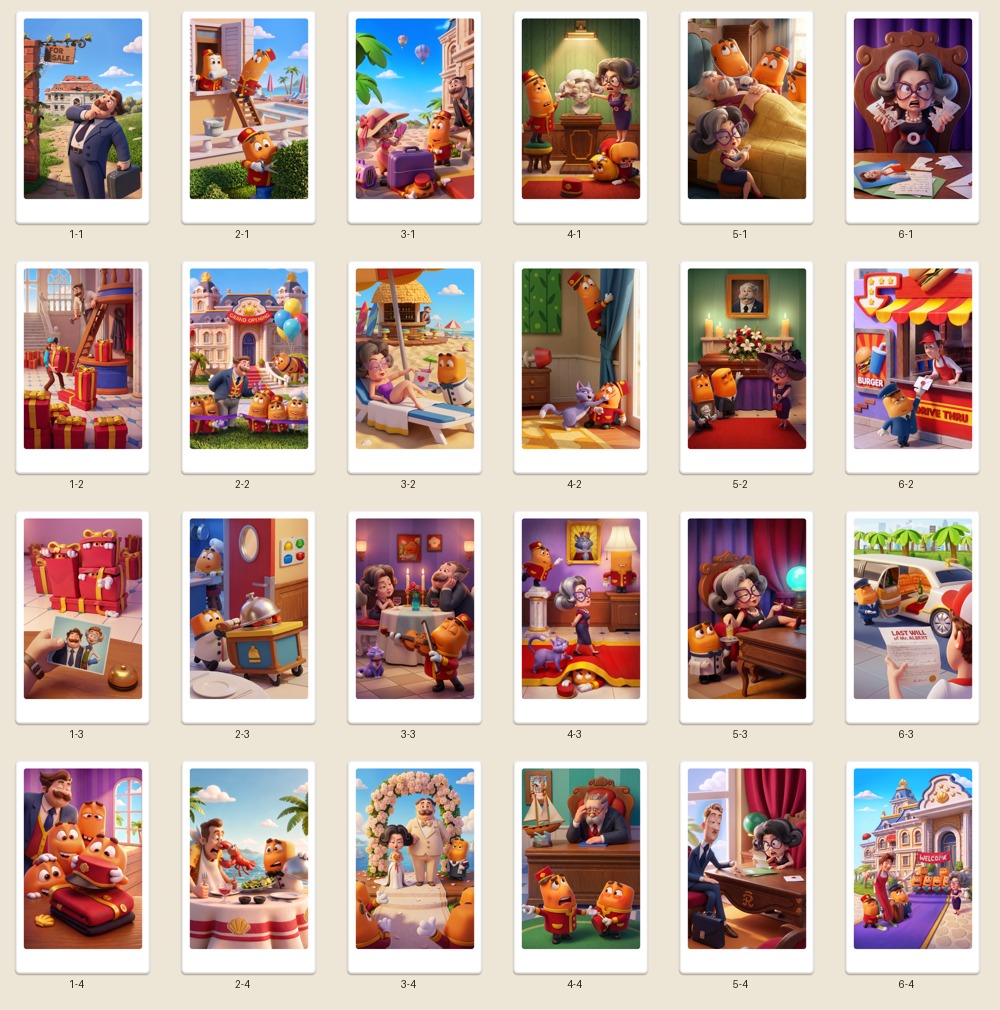 FOR
SALE
1-1
2-1
3-1
4-1
5-1
6-1
GRAND OPENING
BURGER
DRIVE THRU
1-2
2-2
3-2
4-2
5-2
6-2
LAST WILL
of Mr. ALBERT
1-3
2-3
3-3
4-3
5-3
6-3
R
WELCOME
1-4
2-4
3-4
4-4
5-4
6-4